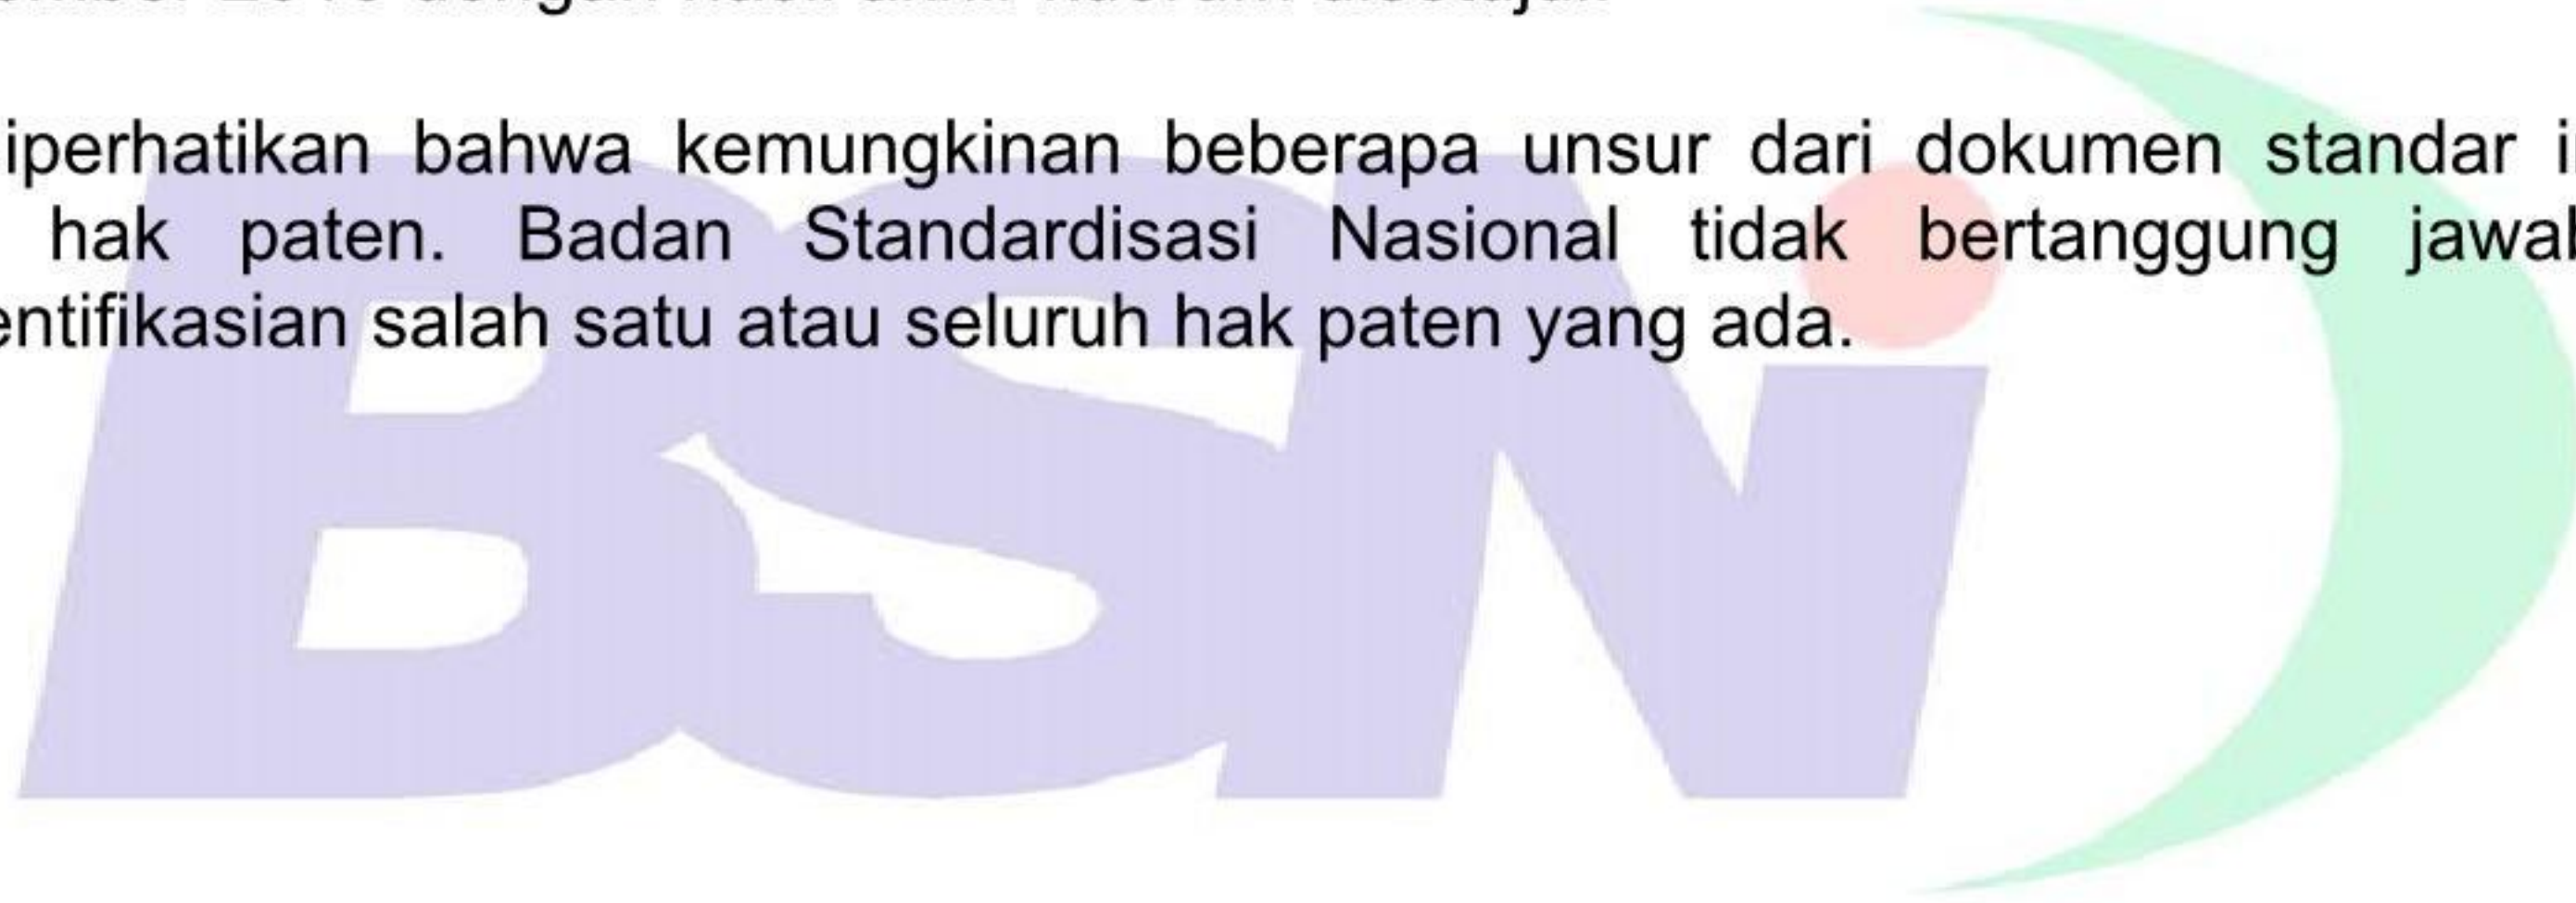 iperhatikan bahwa kemungkinan beberapa unsur dari dokumen standar
hak paten. Badan Standardisasi Nasional tidak bertanggung
entifikasian salah satu atau seluruh hak paten yang ada.
BSN